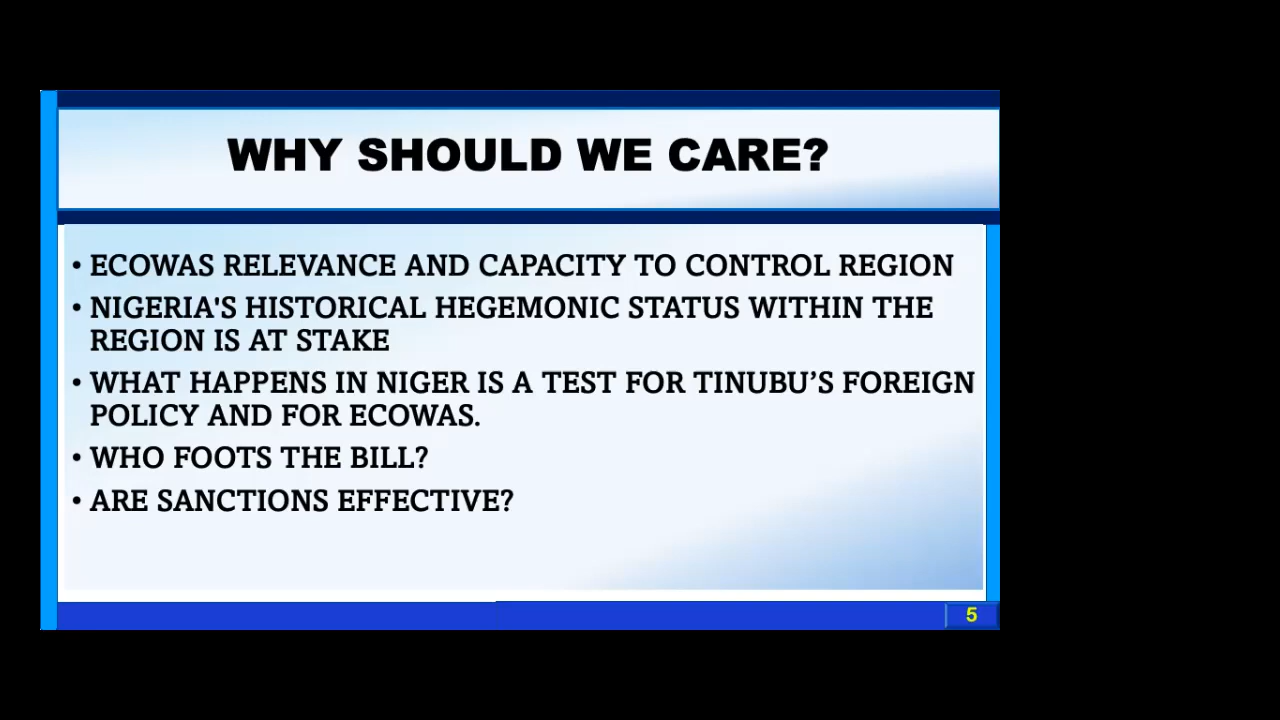 WHY SHOULD WE CARE?
• ECOWAS RELEVANCE AND CAPACITY TO CONTROL REGION
• NIGERIA'S HISTORICAL HEGEMONIC STATUS WITHIN THE
REGION IS AT STAKE
• WHAT HAPPENS IN NIGER IS A TEST FOR TINUBU’S FOREIGN
POLICY AND FOR ECOWAS.
• WHO FOOTS THE BILL?
• ARE SANCTIONS EFFECTIVE?
5